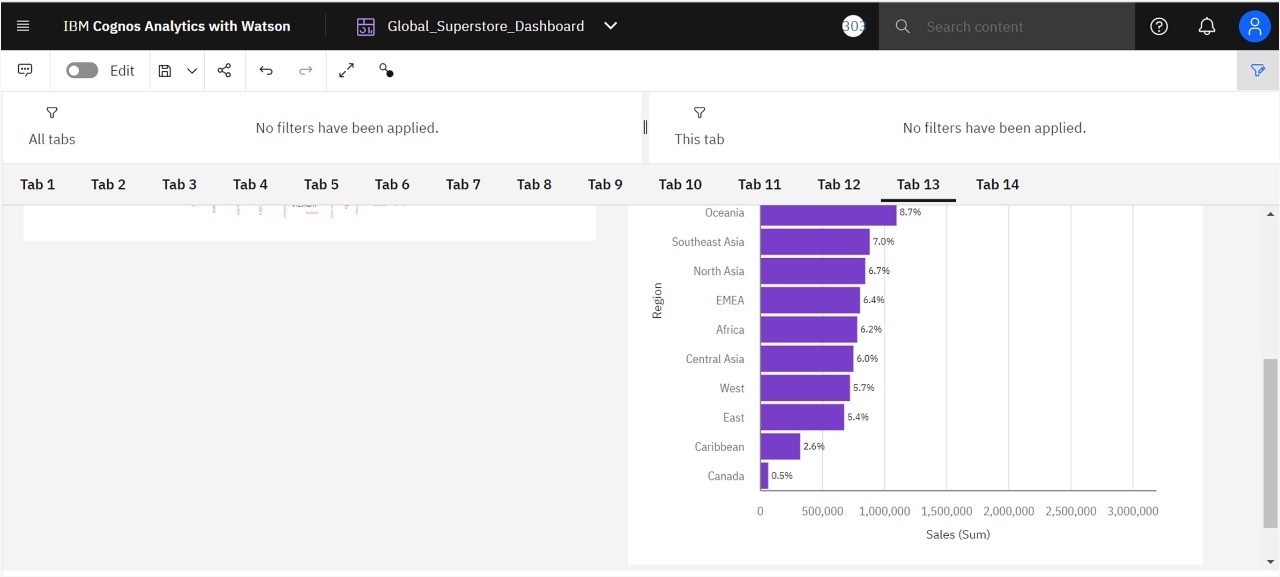 IBM Cognos Analytics with Watson
Global_Superstore_Dashboard
303
Search content
Edit
All tabs
No filters have been applied.
This tab
No filters have been applied.
Tab 1 Tab 2 Tab 3 Tab 4 Tab 5 Tab 6 Tab 7 Tab 8 Tab 9 Tab 10 Tab 11 Tab 12 Tab 13 Tab 14
Region
Oceania 8.7%
Southeast Asia 7.0%
North Asia 6.7%
EMEA 6.4%
Africa 6.2%
Central Asia 6.0%
West 5.7%
East 5.4%
Caribbean 2.6%
Canada 0.5%
0 500,000 1,000,000 1,500,000 2,000,000 2,500,000 3,000,000
Sales (Sum)